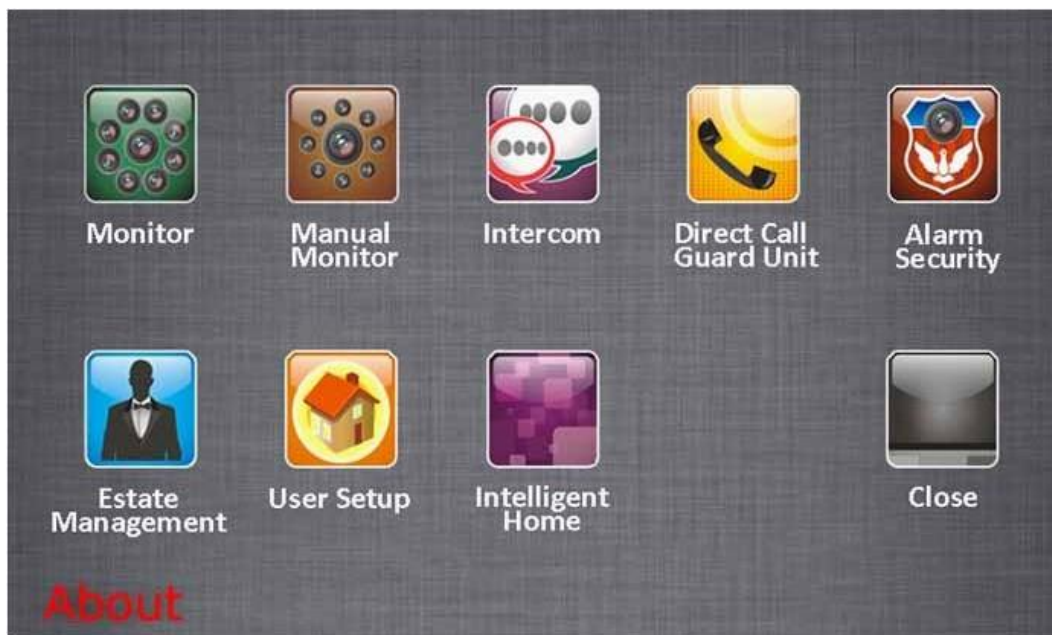 Monitor
Manual
Monitor
Intercom
Direct Call
Guard Unit
Alarm
Security
Estate
Management
User Setup
Intelligent
Home
Close
About